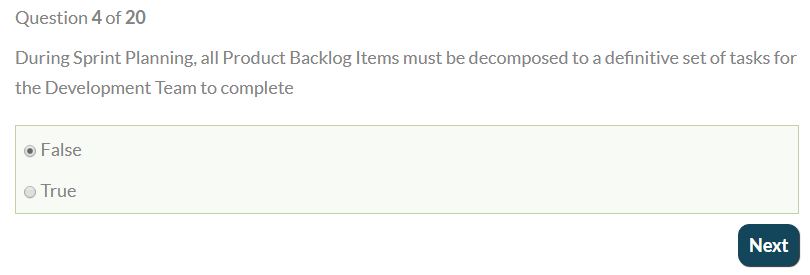 Question 4 of 20
During Sprint Planning, all Product Backlog Items must be decomposed to a definitive set of tasks for
the Development Team to complete
False
True
Next